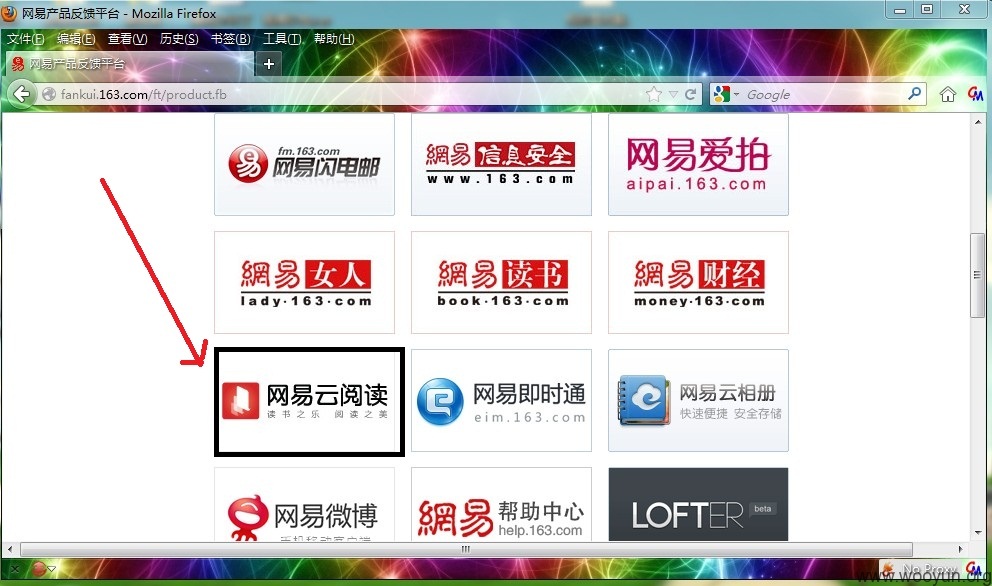 网易产品反馈平台 - Mozilla Firefox
文件(F) 编辑(E) 查看(V) 历史(S) 书签(B) 工具(T) 帮助(H)
网易产品反馈平台
fankui.163.com/ft/product.fb
Google
fm.163.com
网易闪电邮
網易 信息安全
www.163.com
网易爱拍
aipai.163.com
網易 女人
lady·163·com
網易 读书
book·163·com
網易 财经
money·163·com
网易云阅读
读书之乐 阅读之美
网易即时通
eim.163.com
网易云相册
快速便捷 安全存储
网易微博
手机移动客户端
網易 帮助中心
help.163.com
LOFTER beta
No Proxy
www.wooyun.org